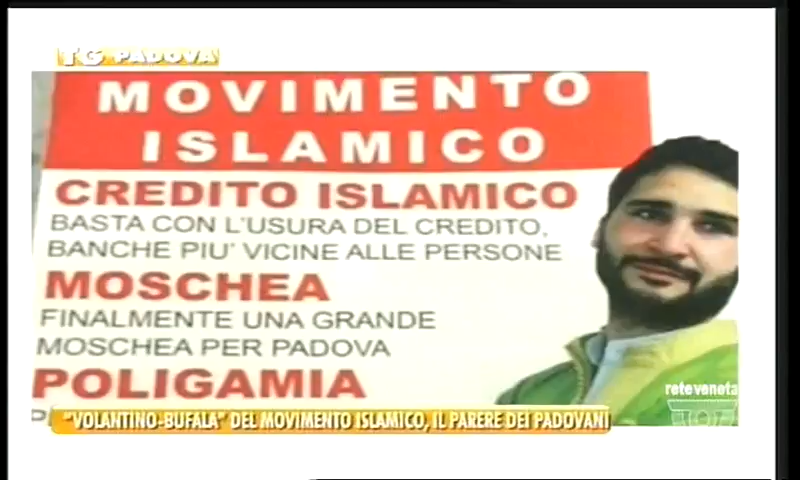 TG PADOVA
MOVIMENTO
ISLAMICO
CREDITO ISLAMICO
BASTA CON L'USURA DEL CREDITO,
BANCHE PIU' VICINE ALLE PERSONE
MOSCHEA
FINALMENTE UNA GRANDE
MOSCHEA PER PADOVA
POLIGAMIA
reteveneta
"VOLANTINO-BUFALA" DEL MOVIMENTO ISLAMICO, IL PARERE DEI PADOVANI